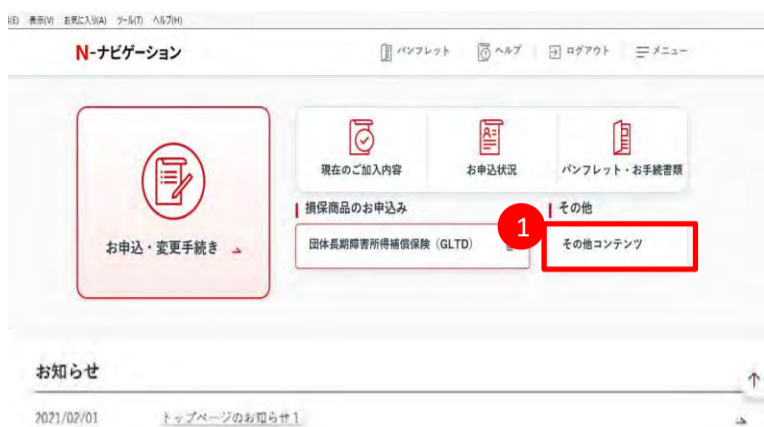 表示(V) お気に入り(A) ツール(T) ヘルプ(H)
N-ナビゲーション
パンフレット ヘルプ ログアウト メニュー
お申込・変更手続き
現在のご加入内容 お申込状況 パンフレット・お手続書類
損保商品のお申込み
団体長期障害所得補償保険（GLTD）
1
その他
その他コンテンツ
お知らせ
2021/02/01 トップページのお知らせ1